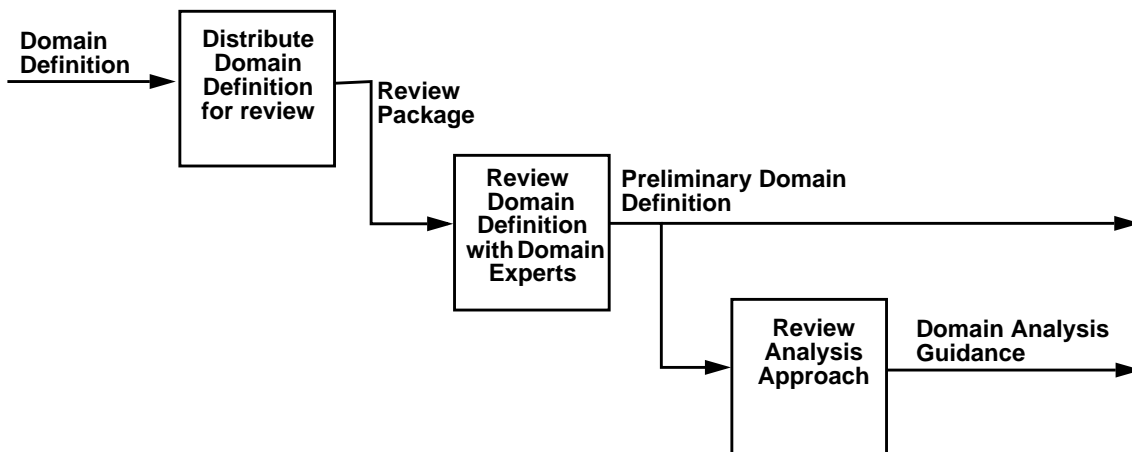 Domain
Definition
Distribute
Domain
Definition
for review
Review
Package
Review
Domain
Definition
with Domain
Experts
Preliminary Domain
Definition
Review
Analysis
Approach
Domain Analysis
Guidance